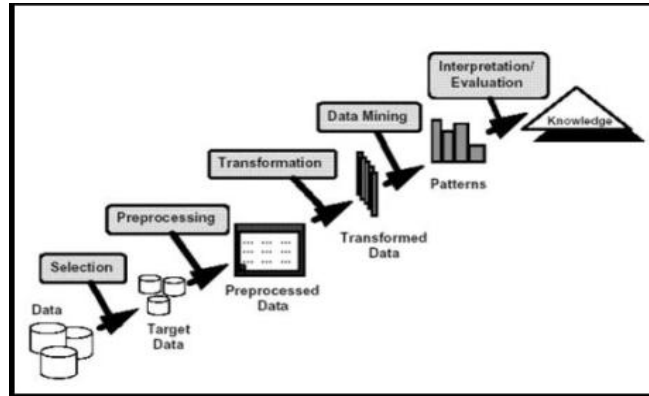 Interpretation/
Evaluation
Data Mining
Knowledge
Transformation
Patterns
Preprocessing
Transformed
Data
Selection
Preprocessed
Data
Data
Target
Data